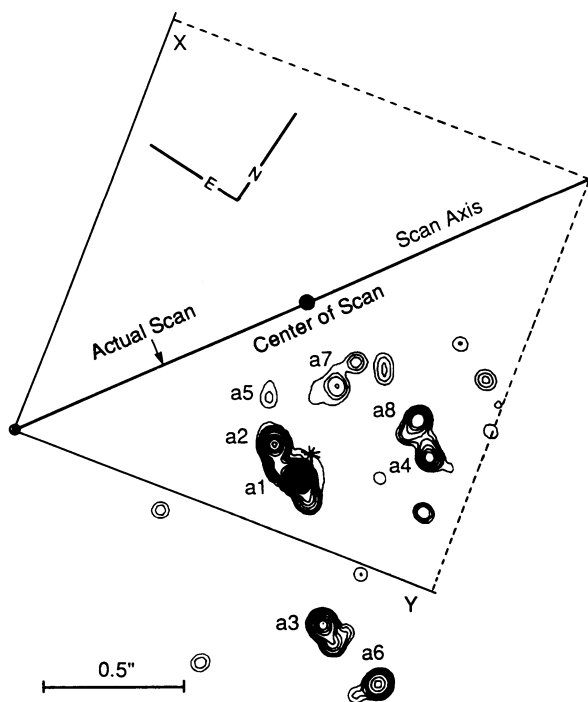 X
E
N
Scan Axis
Center of Scan
Actual Scan
a7
a5
a8
a2
a4
a1
Y
a3
a6
0.5"